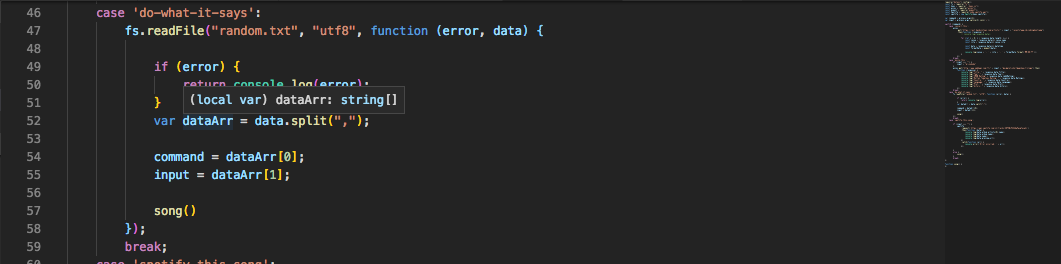 46 case 'do-what-it-says':
47 fs.readFile("random.txt", "utf8", function (error, data) {
48
49 if (error) {
50 return console.log(error);
(local var) dataArr: string[]
51 }
52 var dataArr = data.split(",");
53
54 command = dataArr[0];
55 input = dataArr[1];
56
57 song()
58 });
59 break;
60 case 'spotify-this-song':